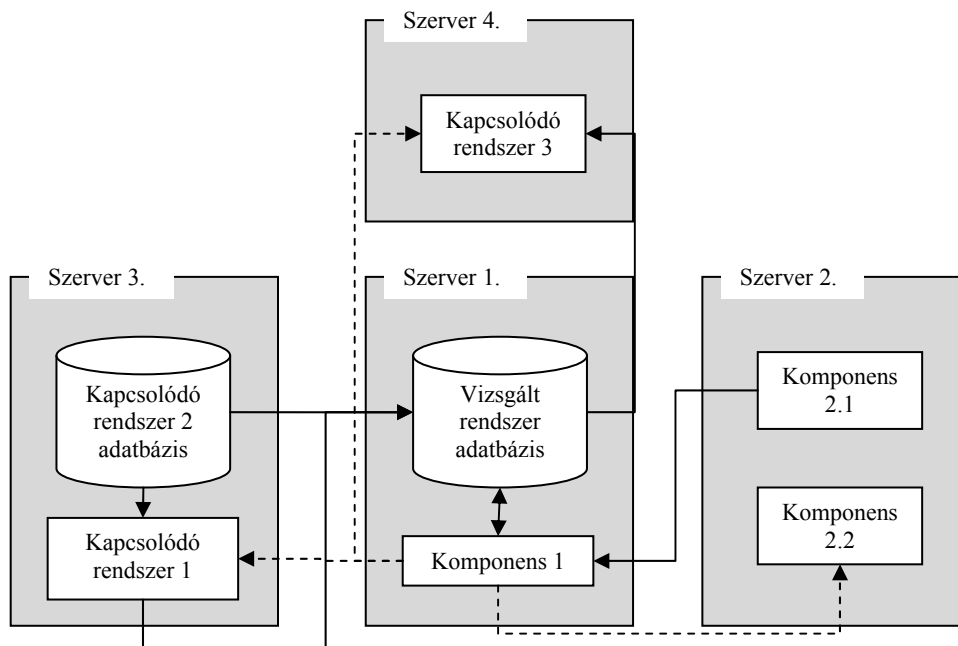 Szerver 4.
Kapcsolódó
rendszer 3
Szerver 3.
Szerver 1.
Szerver 2.
Kapcsolódó
rendszer 2
adatbázis
Vizsgált
rendszer
adatbázis
Komponens
2.1
Komponens
2.2
Kapcsolódó
rendszer 1
Komponens 1